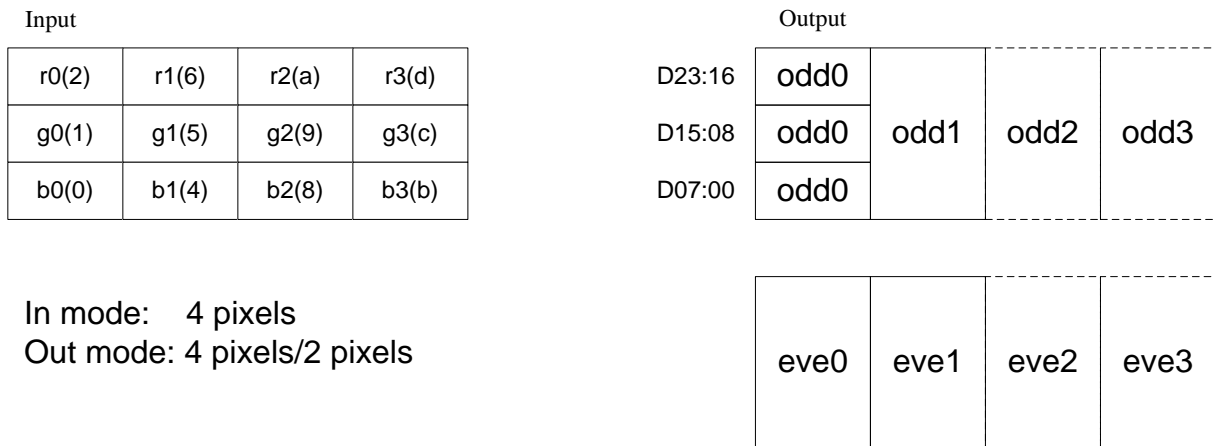 Input
r0(2) r1(6) r2(a) r3(d)
g0(1) g1(5) g2(9) g3(c)
b0(0) b1(4) b2(8) b3(b)
In mode: 4 pixels
Out mode: 4 pixels/2 pixels
Output
D23:16 odd0
D15:08 odd0 odd1 odd2 odd3
D07:00 odd0
eve0 eve1 eve2 eve3